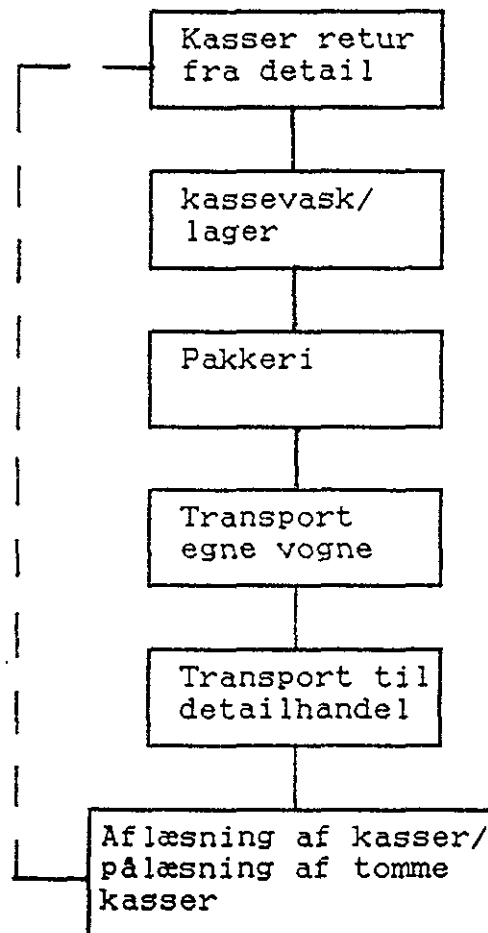 Kasser retur
fra detail
kassevask/
lager
Pakkeri
Transport
egne vogne
Transport til
detailhandel
Aflæsning af kasser/
pålæsning af tomme
kasser